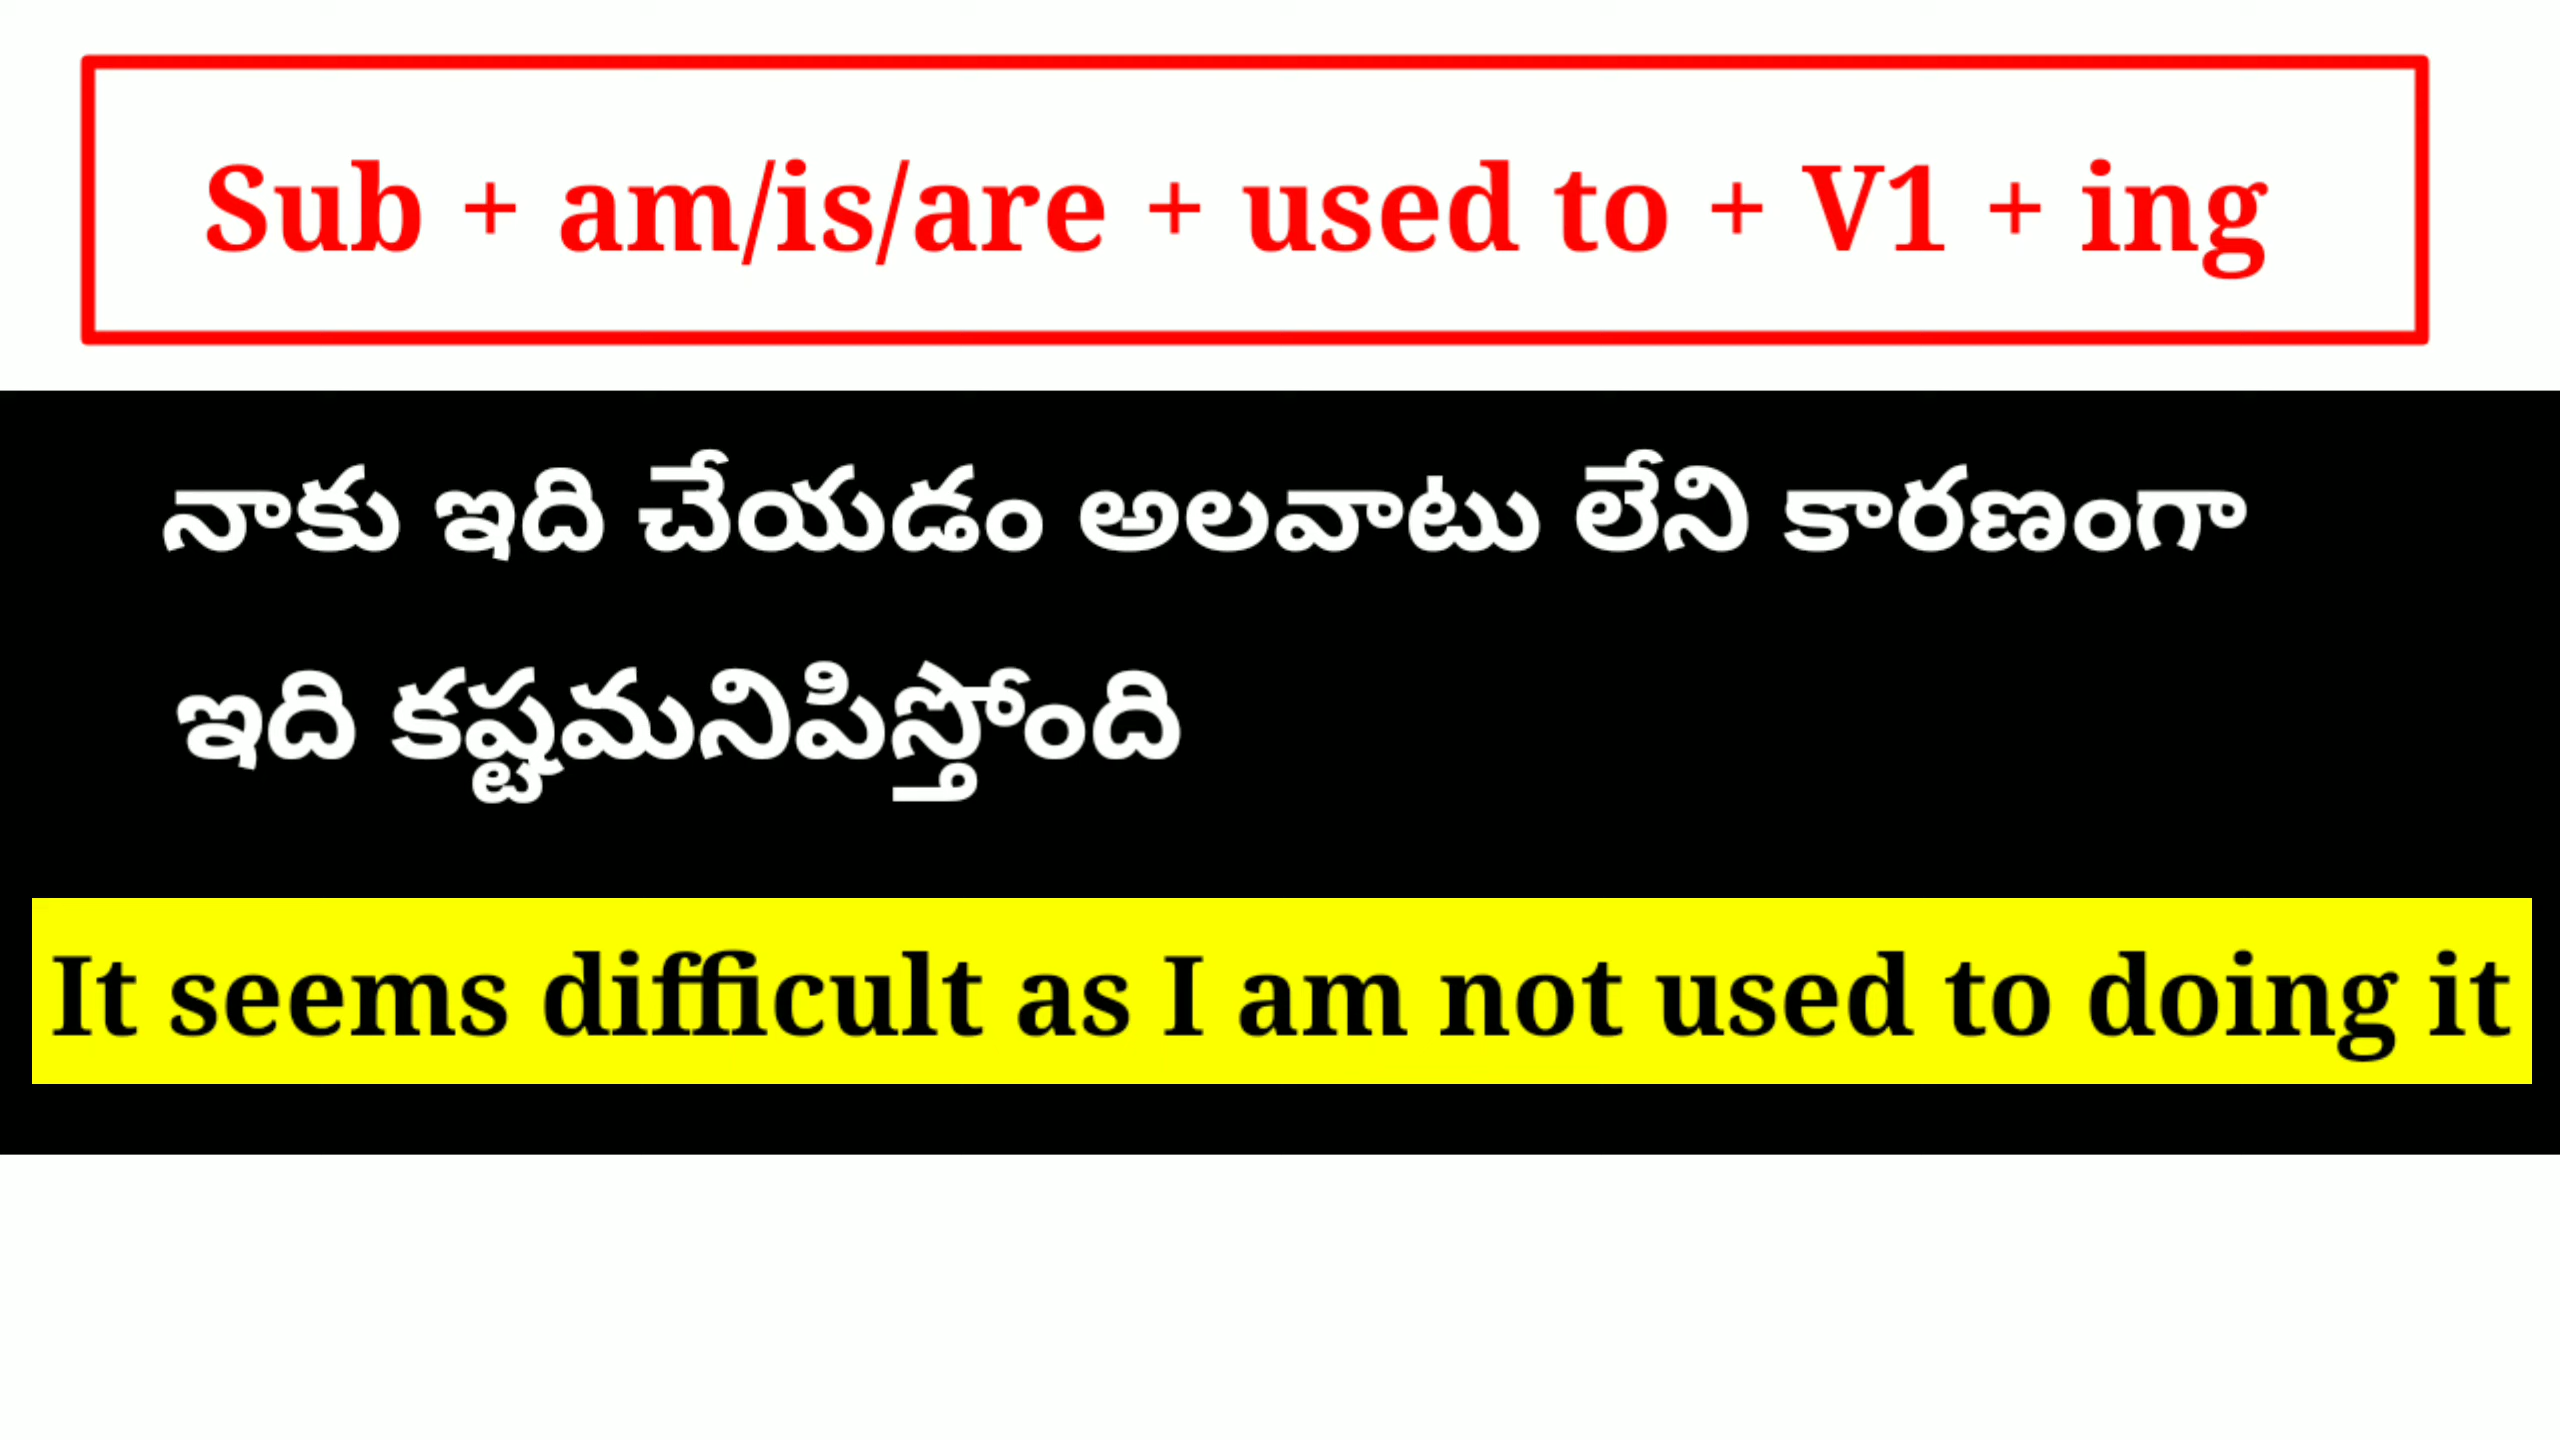 Sub + am/is/are + used to + V1 + ing
నాకు ఇది చేయడం అలవాటు లేని కారణంగా
ఇది కష్టమనిపిస్తోంది
It seems difficult as I am not used to doing it